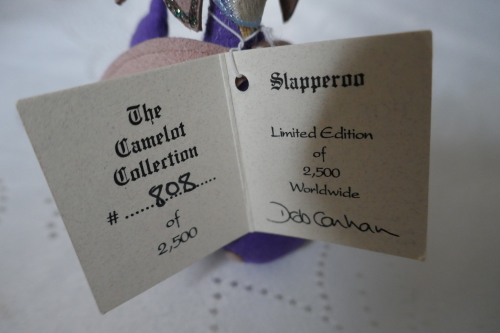 The
Camelot
Collection
# 808
of
2,500
Slapperoo
Limited Edition
of
2,500
Worldwide
Deb Canham